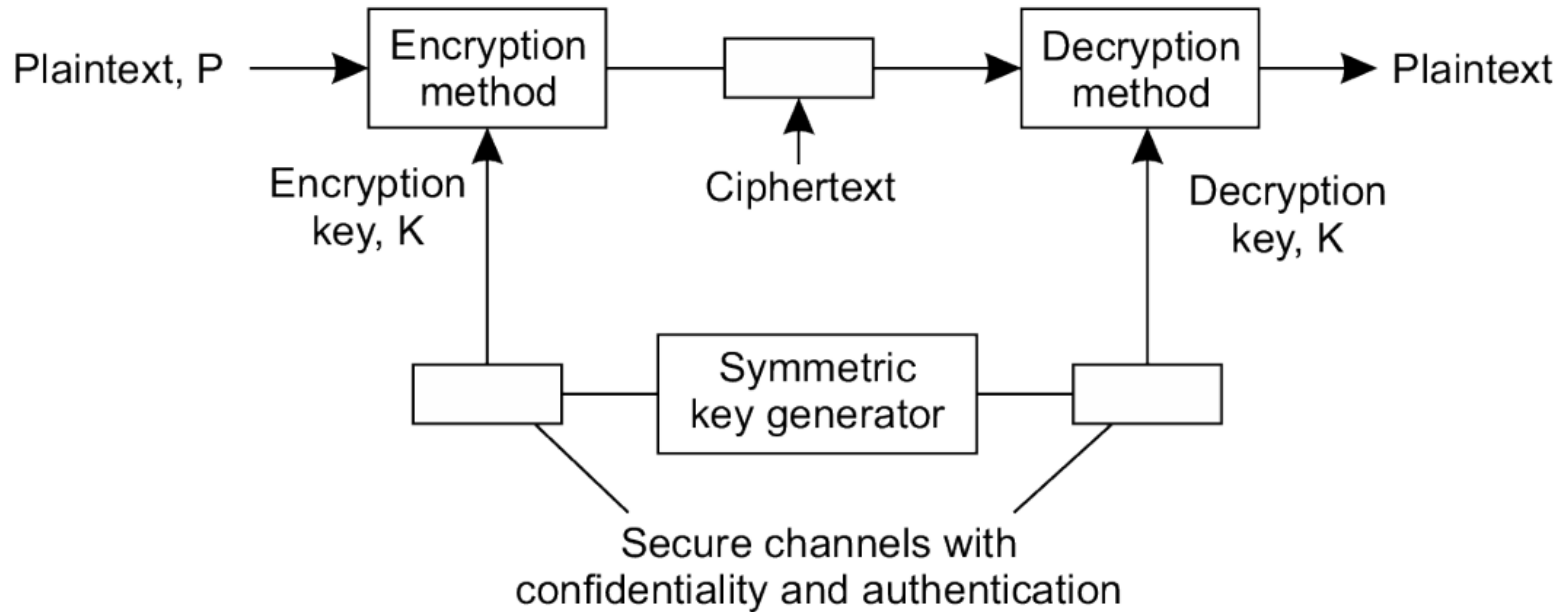 Plaintext, P
Encryption
method
Decryption
method
Plaintext
Encryption
key, K
Ciphertext
Decryption
key, K
Symmetric
key generator
Secure channels with
confidentiality and authentication